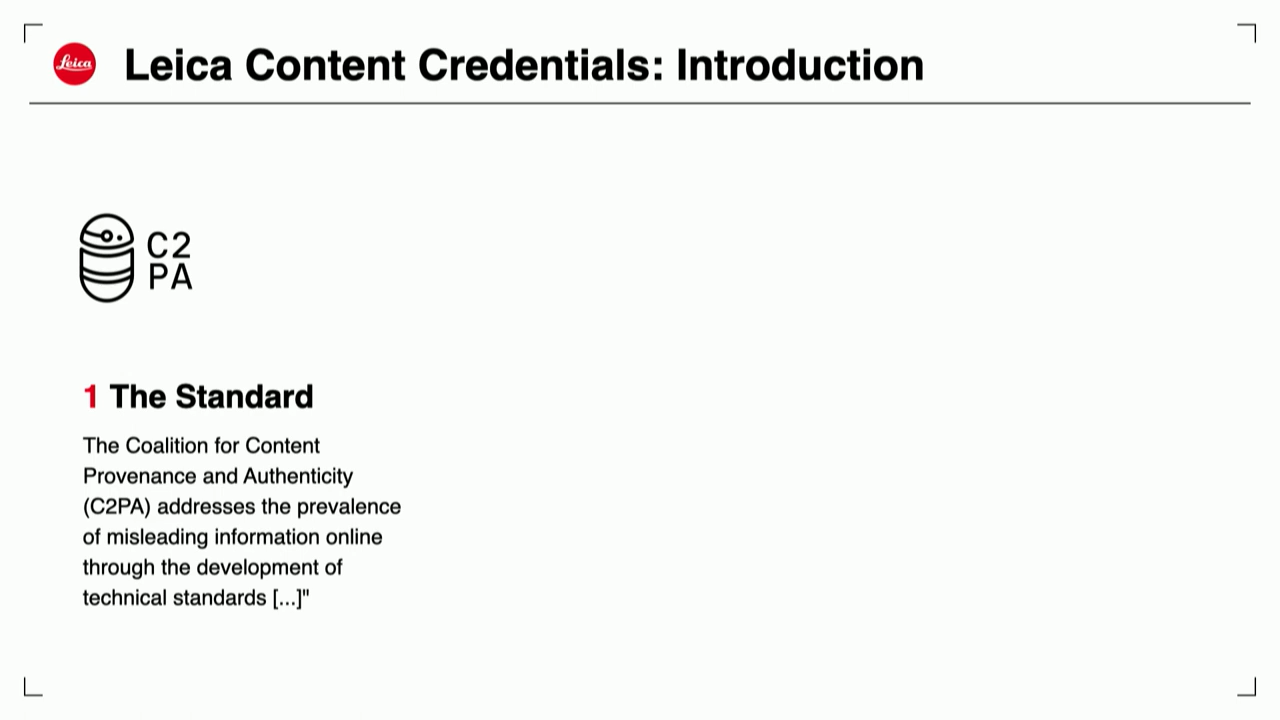 Leica
Leica Content Credentials: Introduction
C2
PA
1 The Standard
The Coalition for Content
Provenance and Authenticity
(C2PA) addresses the prevalence
of misleading information online
through the development of
technical standards [...]"